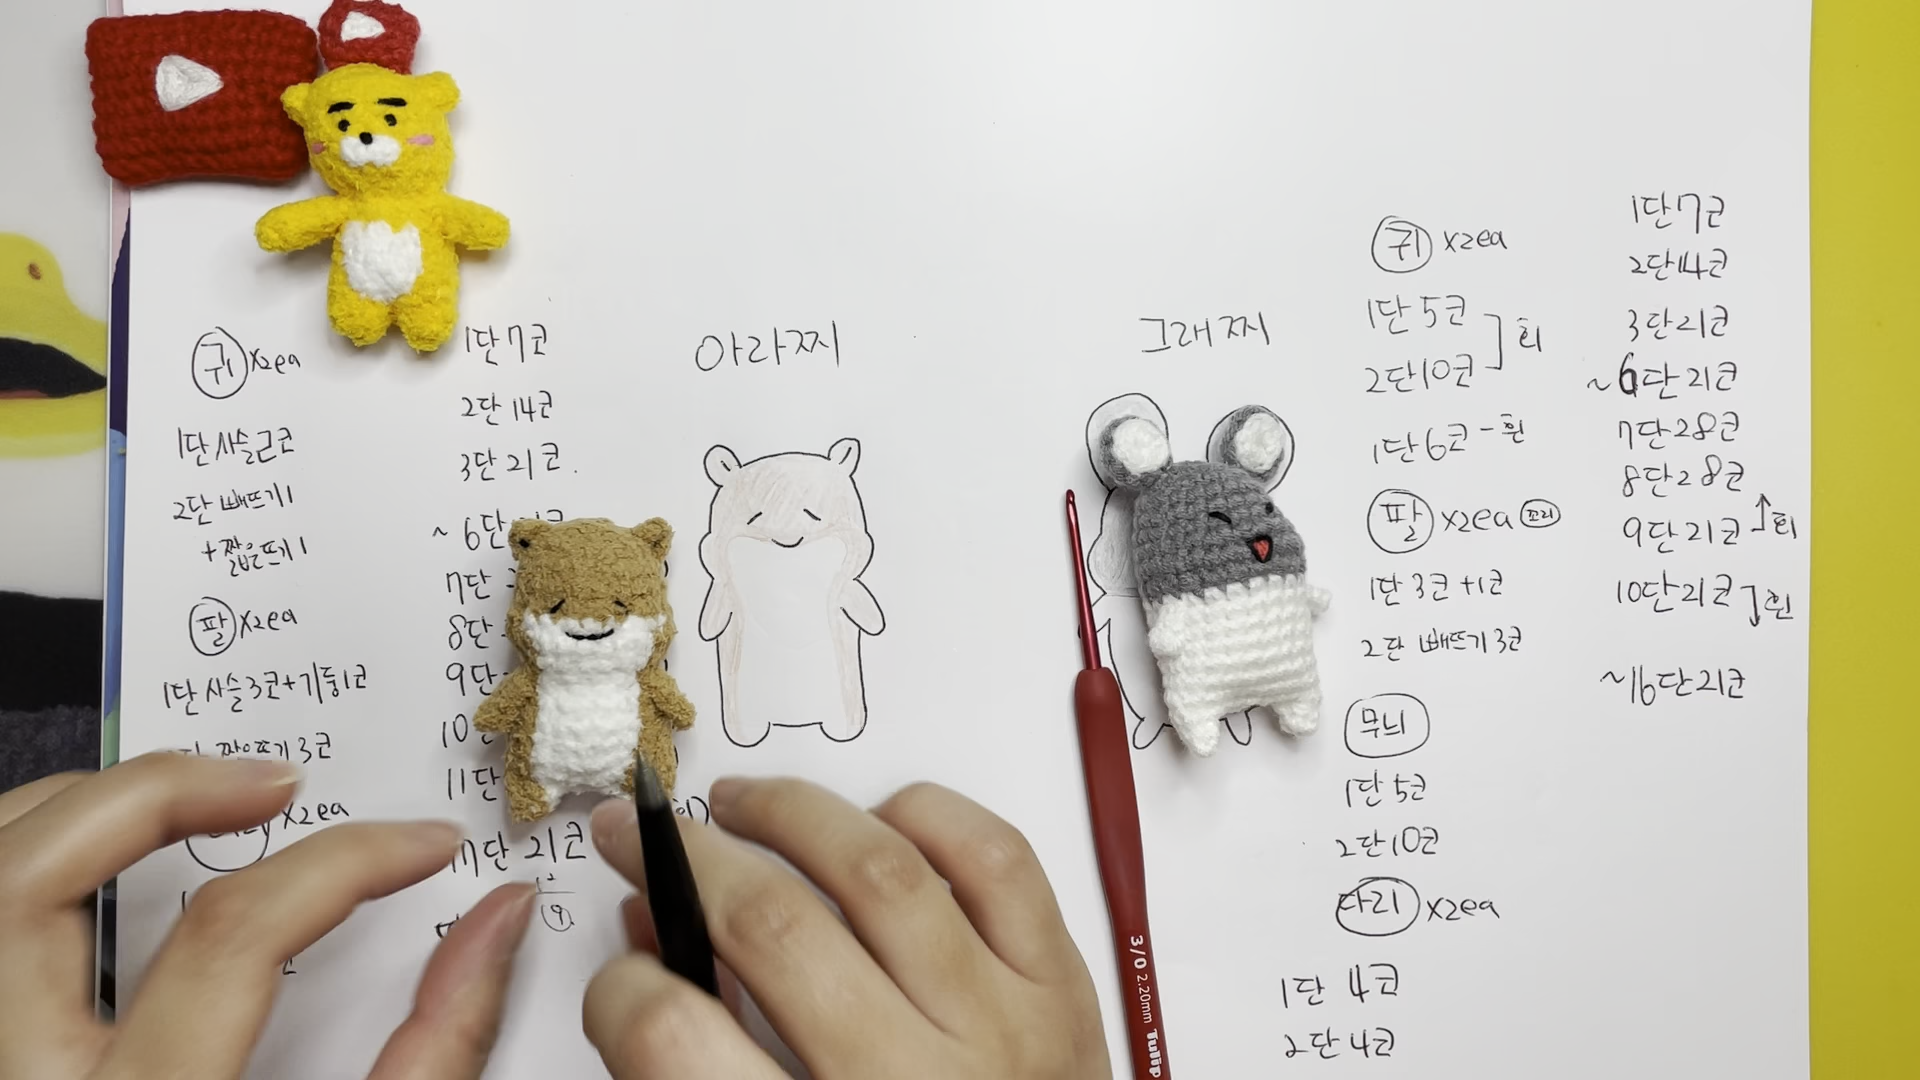 귀 x2ea
1단 사슬2코
2단 빼뜨기1
+짧은뜨기1
팔 x2ea
1단 사슬3코+기둥1코
짧은뜨기 3코
x2ea
1단 7코
2단 14코
3단 21코.
~6단
7단
8단
9단
10
11단
17단 21코
(9)
아라찌
그래찌
귀 x2ea
1단 5코
2단 10코
회
1단 6코 - 흰
팔 x2ea 꼬리
1단 3코 +1코
2단 빼뜨기 3코
무늬
1단 5코
2단 10코
다리 x2ea
1단 4코
2단 4코
1단 7코
2단 14코
3단 21코
~6단 21코
7단 28코
8단 28코
9단 21코 ↑회
10단 21코 흰
~16단 21코
3/0 2.20mm Tulip